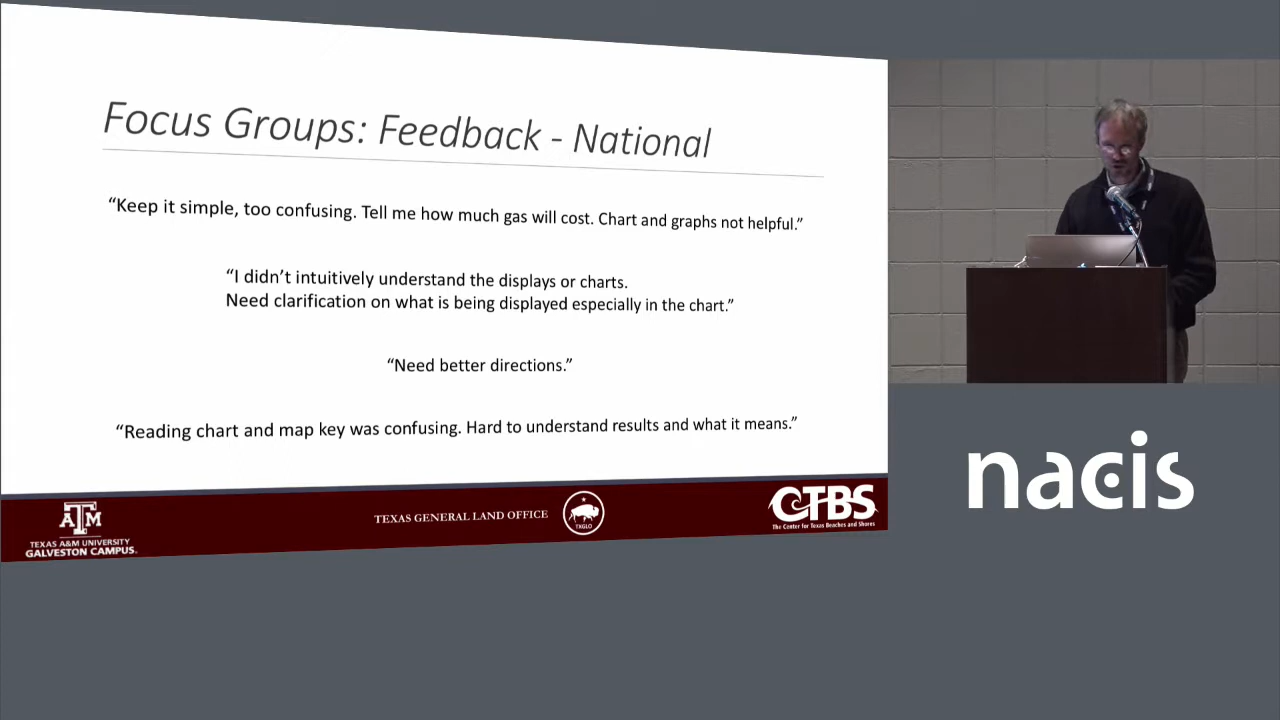 Focus Groups: Feedback - National
“Keep it simple, too confusing. Tell me how much gas will cost. Chart and graphs not helpful.”
“I didn’t intuitively understand the displays or charts.
Need clarification on what is being displayed especially in the chart.”
“Need better directions.”
“Reading chart and map key was confusing. Hard to understand results and what it means.”
ĀTM
TEXAS A&M UNIVERSITY
GALVESTON CAMPUS.
TEXAS GENERAL LAND OFFICE
TXGLO
CTBS
The Center for Texas Beaches and Shores
nacis